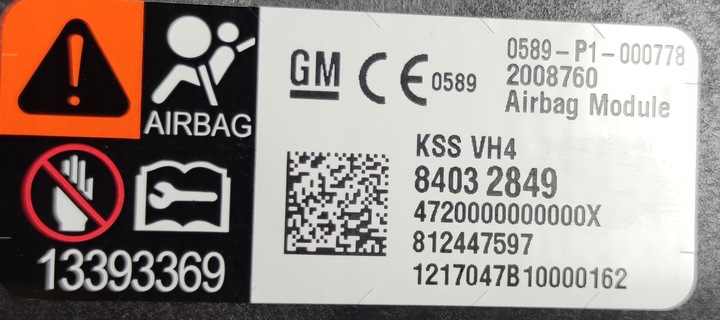 AIRBAG
13393369
GM CE 0589
0589-P1-000778
2008760
Airbag Module
KSS VH4
8403 2849
4720000000000X
812447597
1217047B10000162